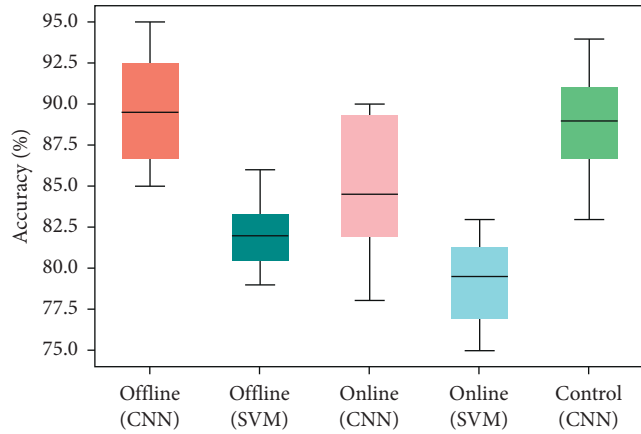 Accuracy (%)
95.0
92.5
90.0
87.5
85.0
82.5
80.0
77.5
75.0
Offline
(CNN)
Offline
(SVM)
Online
(CNN)
Online
(SVM)
Control
(CNN)